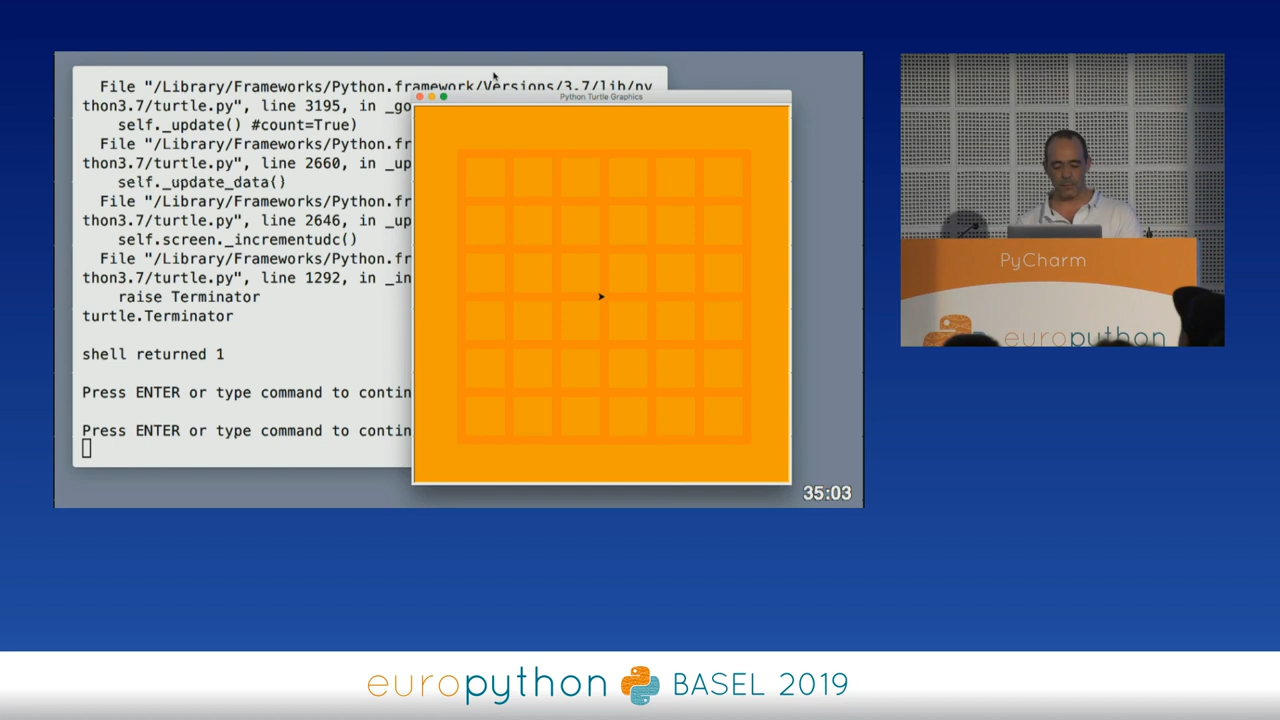 File "/Library/Frameworks/Python.framework/Versions/3.7/lib/py
thon3.7/turtle.py", line 3195, in _go
self._update() #count=True)
File "/Library/Frameworks/Python.fr
thon3.7/turtle.py", line 2660, in _up
self._update_data()
File "/Library/Frameworks/Python.fr
thon3.7/turtle.py", line 2646, in _up
self.screen._incrementudc()
File "/Library/Frameworks/Python.fr
thon3.7/turtle.py", line 1292, in _in
raise Terminator
turtle.Terminator
shell returned 1
Press ENTER or type command to contin
Press ENTER or type command to contin
Python Turtle Graphics
35:03
PyCharm
europython
europython BASEL 2019